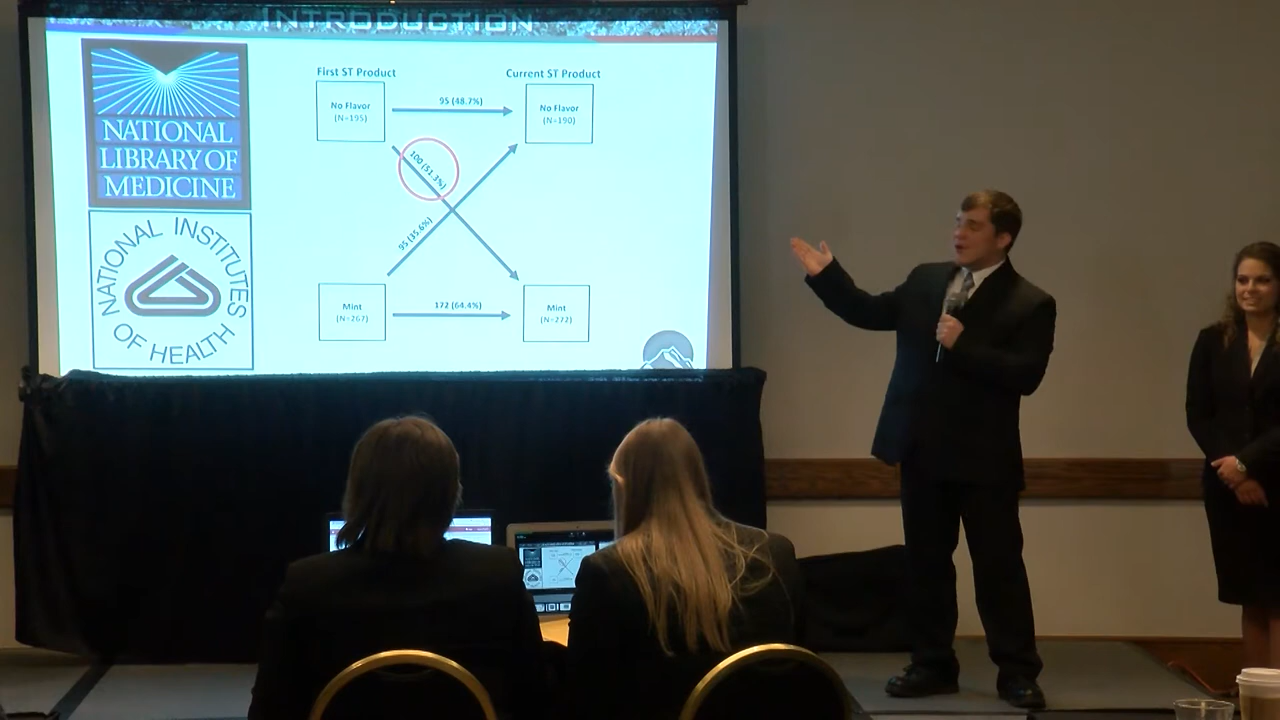 INTRODUCTION
NATIONAL
LIBRARY OF
MEDICINE
NATIONAL INSTITUTES
OF HEALTH
First ST Product
Current ST Product
No Flavor
(N=195)
95 (48.7%)
No Flavor
(N=190)
100 (51.3%)
95 (35.6%)
Mint
(N=267)
172 (64.4%)
Mint
(N=272)